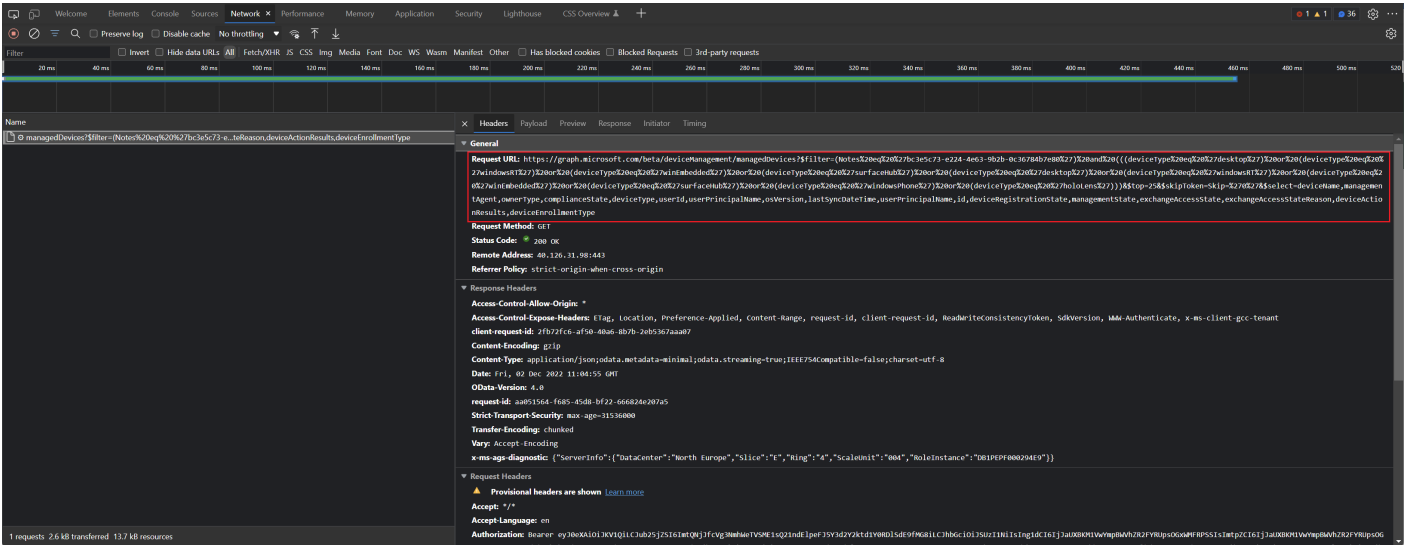 Welcome Elements Console Sources Network × Performance Memory Application Security Lighthouse CSS Overview 1 1 36
Preserve log Disable cache No throttling
Filter Invert Hide data URLs All Fetch/XHR JS CSS Img Media Font Doc WS Wasm Manifest Other Has blocked cookies Blocked Requests 3rd-party requests
20 ms 40 ms 60 ms 80 ms 100 ms 120 ms 140 ms 160 ms 180 ms 200 ms 220 ms 240 ms 260 ms 280 ms 300 ms 320 ms 340 ms 360 ms 380 ms 400 ms 420 ms 440 ms 460 ms 480 ms 500 ms 520
Name
managedDevices?$filter=(Notes%20eq%20%27bc3e5c73-e...teReason,deviceActionResults,deviceEnrollmentType
× Headers Payload Preview Response Initiator Timing
General
Request URL: https://graph.microsoft.com/beta/deviceManagement/managedDevices?$filter=(Notes%20eq%20%27bc3e5c73-e224-4e63-9b2b-0c36784b7e80%27)%20and%20(((deviceType%20eq%20%27desktop%27)%20or%20(deviceType%20eq%20%
27windowsRT%27)%20or%20(deviceType%20eq%20%27winEmbedded%27)%20or%20(deviceType%20eq%20%27surfaceHub%27)%20or%20(deviceType%20eq%20%27desktop%27)%20or%20(deviceType%20eq%20%27windowsRT%27)%20or%20(deviceType%20eq%2
0%27winEmbedded%27)%20or%20(deviceType%20eq%20%27surfaceHub%27)%20or%20(deviceType%20eq%20%27windowsPhone%27)%20or%20(deviceType%20eq%20%27holoLens%27)))&$top=25&$skipToken=Skip=%270%27&$select=deviceName,managemen
tAgent,ownerType,complianceState,deviceType,userId,userPrincipalName,osVersion,lastSyncDateTime,userPrincipalName,id,deviceRegistrationState,managementState,exchangeAccessState,exchangeAccessStateReason,deviceActio
nResults,deviceEnrollmentType
Request Method: GET
Status Code: 200 OK
Remote Address: 40.126.31.98:443
Referrer Policy: strict-origin-when-cross-origin
Response Headers
Access-Control-Allow-Origin: *
Access-Control-Expose-Headers: ETag, Location, Preference-Applied, Content-Range, request-id, client-request-id, ReadWriteConsistencyToken, SdkVersion, WWW-Authenticate, x-ms-client-gcc-tenant
client-request-id: 2fb72fc6-af50-40a6-8b7b-2eb5367aaa07
Content-Encoding: gzip
Content-Type: application/json;odata.metadata=minimal;odata.streaming=true;IEEE754Compatible=false;charset=utf-8
Date: Fri, 02 Dec 2022 11:04:55 GMT
OData-Version: 4.0
request-id: aa051564-f685-45d8-bf22-666824e207a5
Strict-Transport-Security: max-age=31536000
Transfer-Encoding: chunked
Vary: Accept-Encoding
x-ms-ags-diagnostic: {"ServerInfo":{"DataCenter":"North Europe","Slice":"E","Ring":"4","ScaleUnit":"004","RoleInstance":"DB1PEPF000294E9"}}
Request Headers
Provisional headers are shown Learn more
Accept: */*
Accept-Language: en
Authorization: Bearer
1 requests 2.6 kB transferred 13.7 kB resources